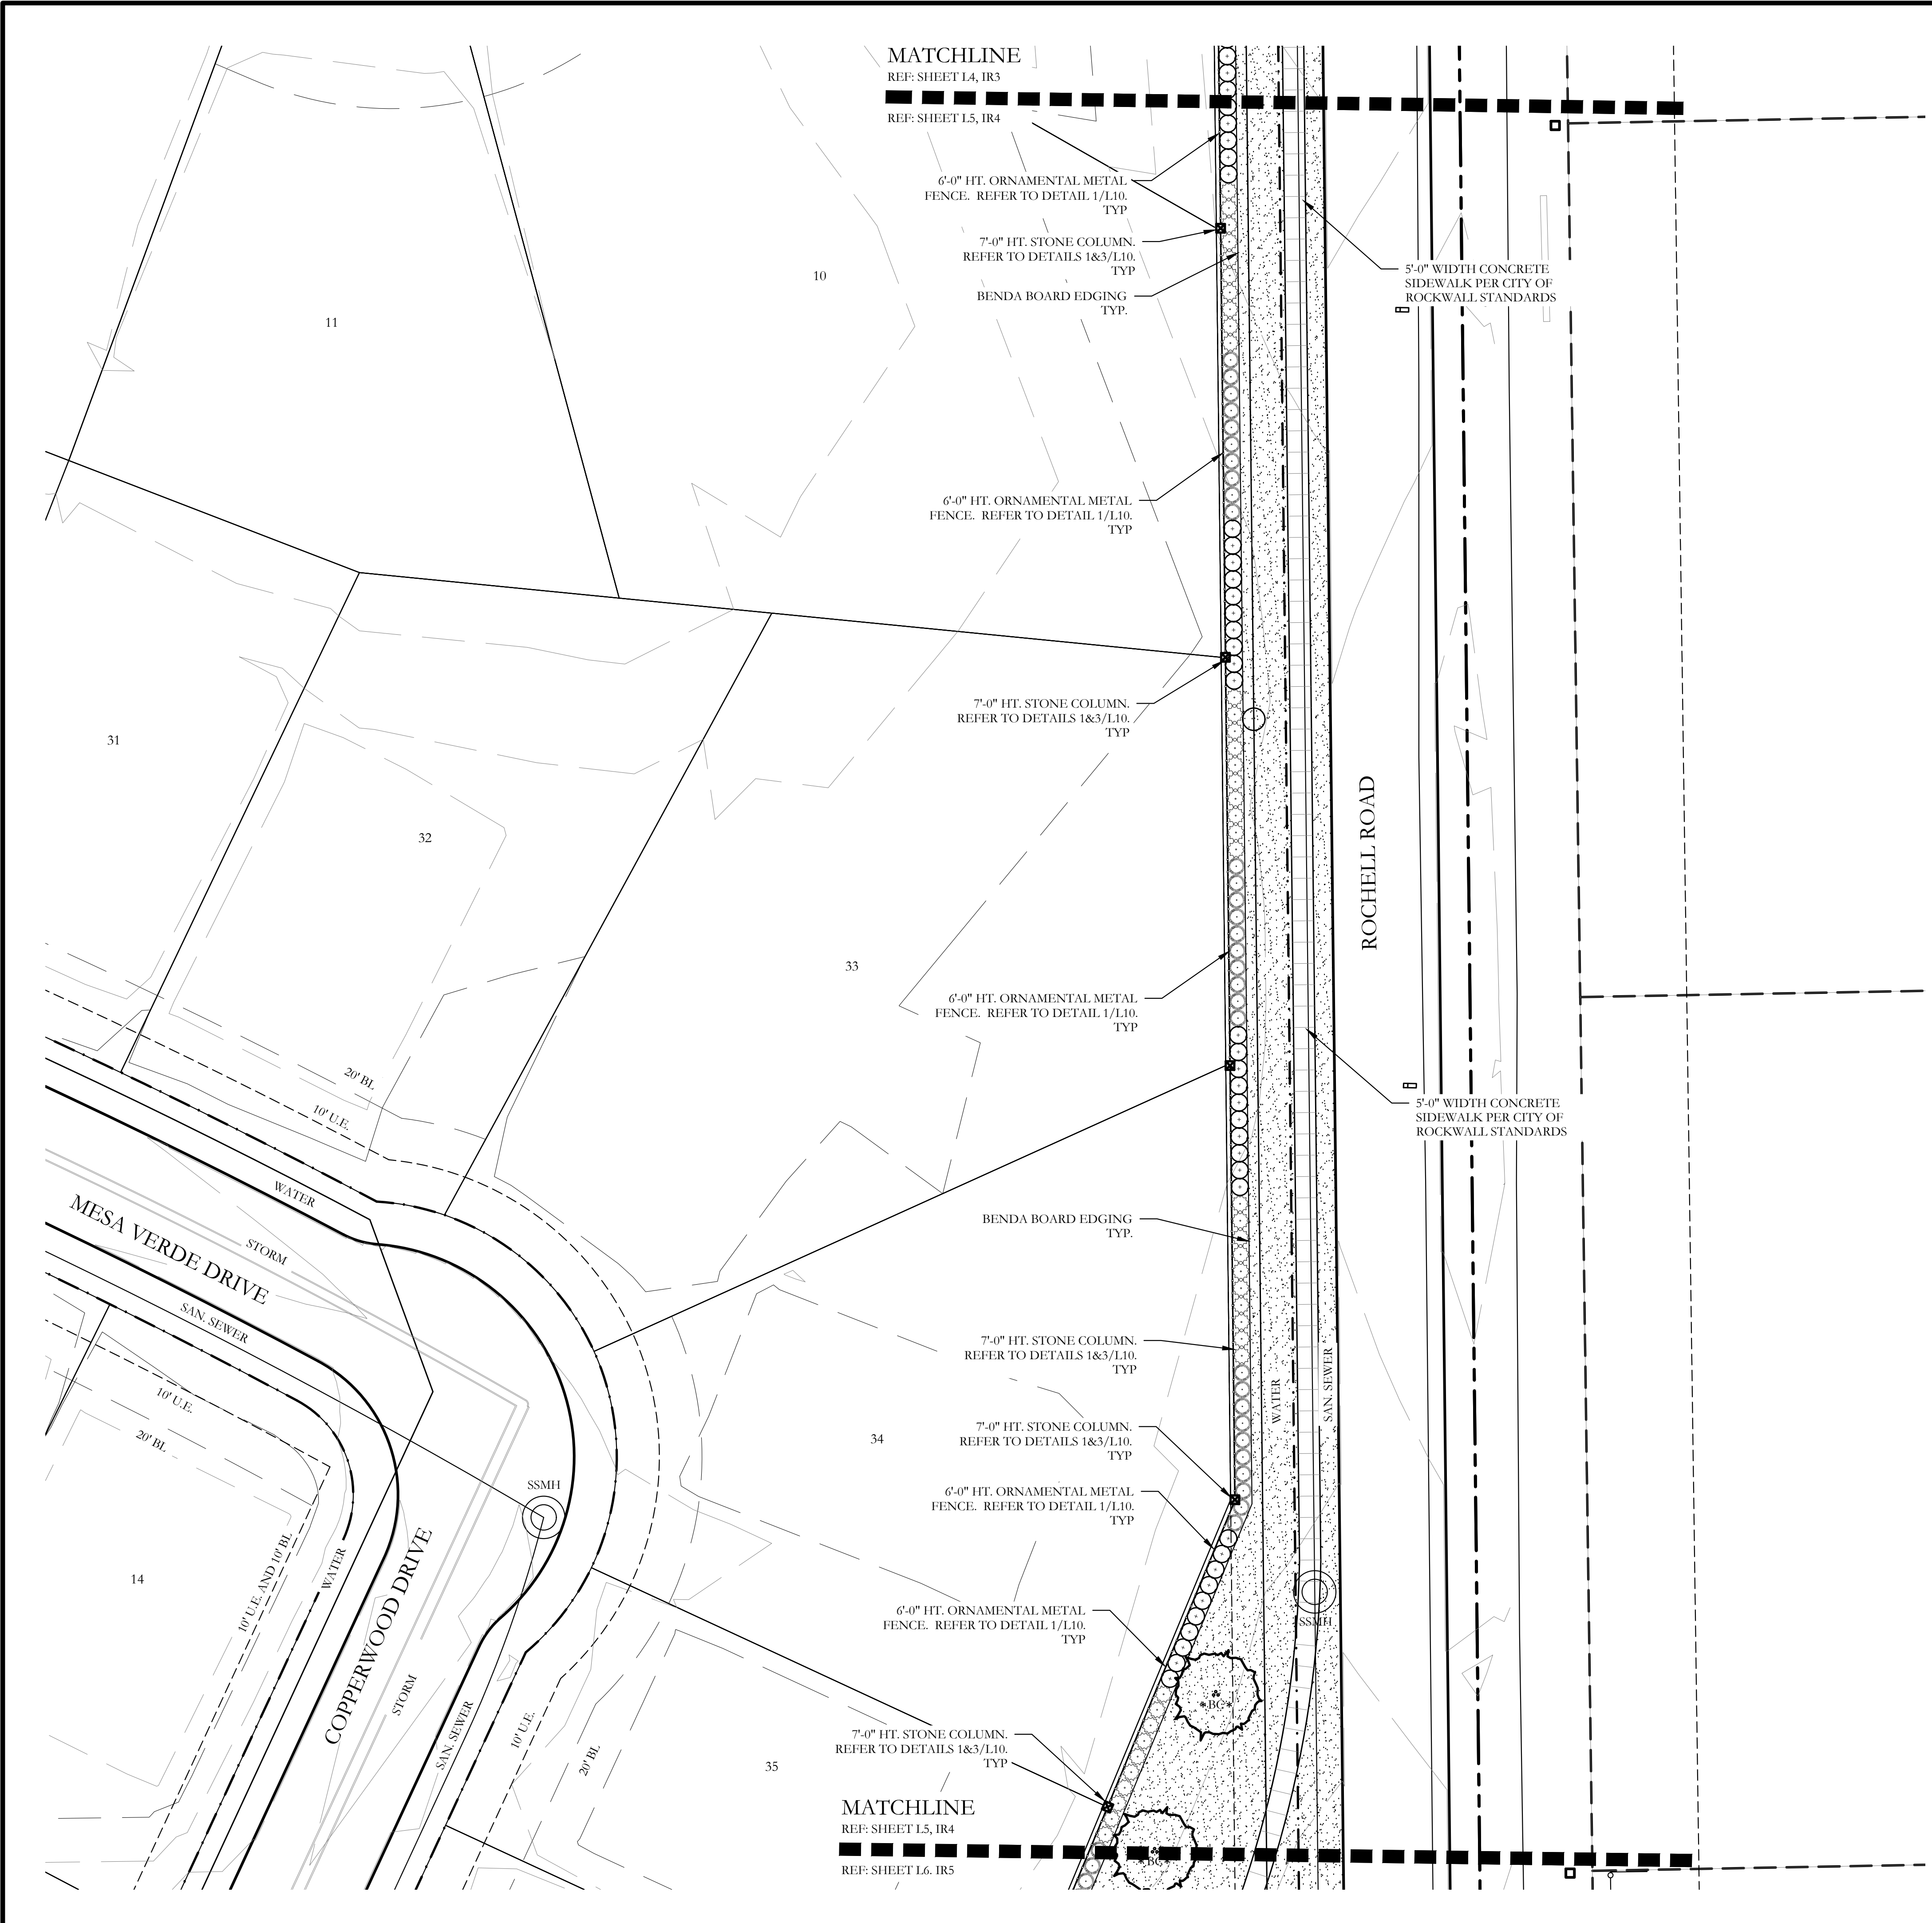 MATCHLINE
REF: SHEET L4, IR3
REF: SHEET L5, IR4
6'-0" HT. ORNAMENTAL METAL
FENCE. REFER TO DETAIL 1/L10.
TYP
7'-0" HT. STONE COLUMN.
REFER TO DETAILS 1&3/L10.
TYP
BENDA BOARD EDGING
TYP.
5'-0" WIDTH CONCRETE
SIDEWALK PER CITY OF
ROCKWALL STANDARDS
10
11
6'-0" HT. ORNAMENTAL METAL
FENCE. REFER TO DETAIL 1/L10.
TYP
7'-0" HT. STONE COLUMN.
REFER TO DETAILS 1&3/L10.
TYP
31
32
33
ROCHELL ROAD
6'-0" HT. ORNAMENTAL METAL
FENCE. REFER TO DETAIL 1/L10.
TYP
20' BL
10' U.E.
5'-0" WIDTH CONCRETE
SIDEWALK PER CITY OF
ROCKWALL STANDARDS
WATER
MESA VERDE DRIVE
STORM
SAN. SEWER
BENDA BOARD EDGING
TYP.
7'-0" HT. STONE COLUMN.
REFER TO DETAILS 1&3/L10.
TYP
WATER
SAN. SEWER
10' U.E.
20' BL
34
7'-0" HT. STONE COLUMN.
REFER TO DETAILS 1&3/L10.
TYP
SSMH
6'-0" HT. ORNAMENTAL METAL
FENCE. REFER TO DETAIL 1/L10.
TYP
14
10' U.E. AND 10' BL
WATER
COPPERWOOD DRIVE
STORM
SAN. SEWER
10' U.E.
20' BL
6'-0" HT. ORNAMENTAL METAL
FENCE. REFER TO DETAIL 1/L10.
TYP
SSMH
BC
35
7'-0" HT. STONE COLUMN.
REFER TO DETAILS 1&3/L10.
TYP
MATCHLINE
REF: SHEET L5, IR4
REF: SHEET L6. IR5
BC